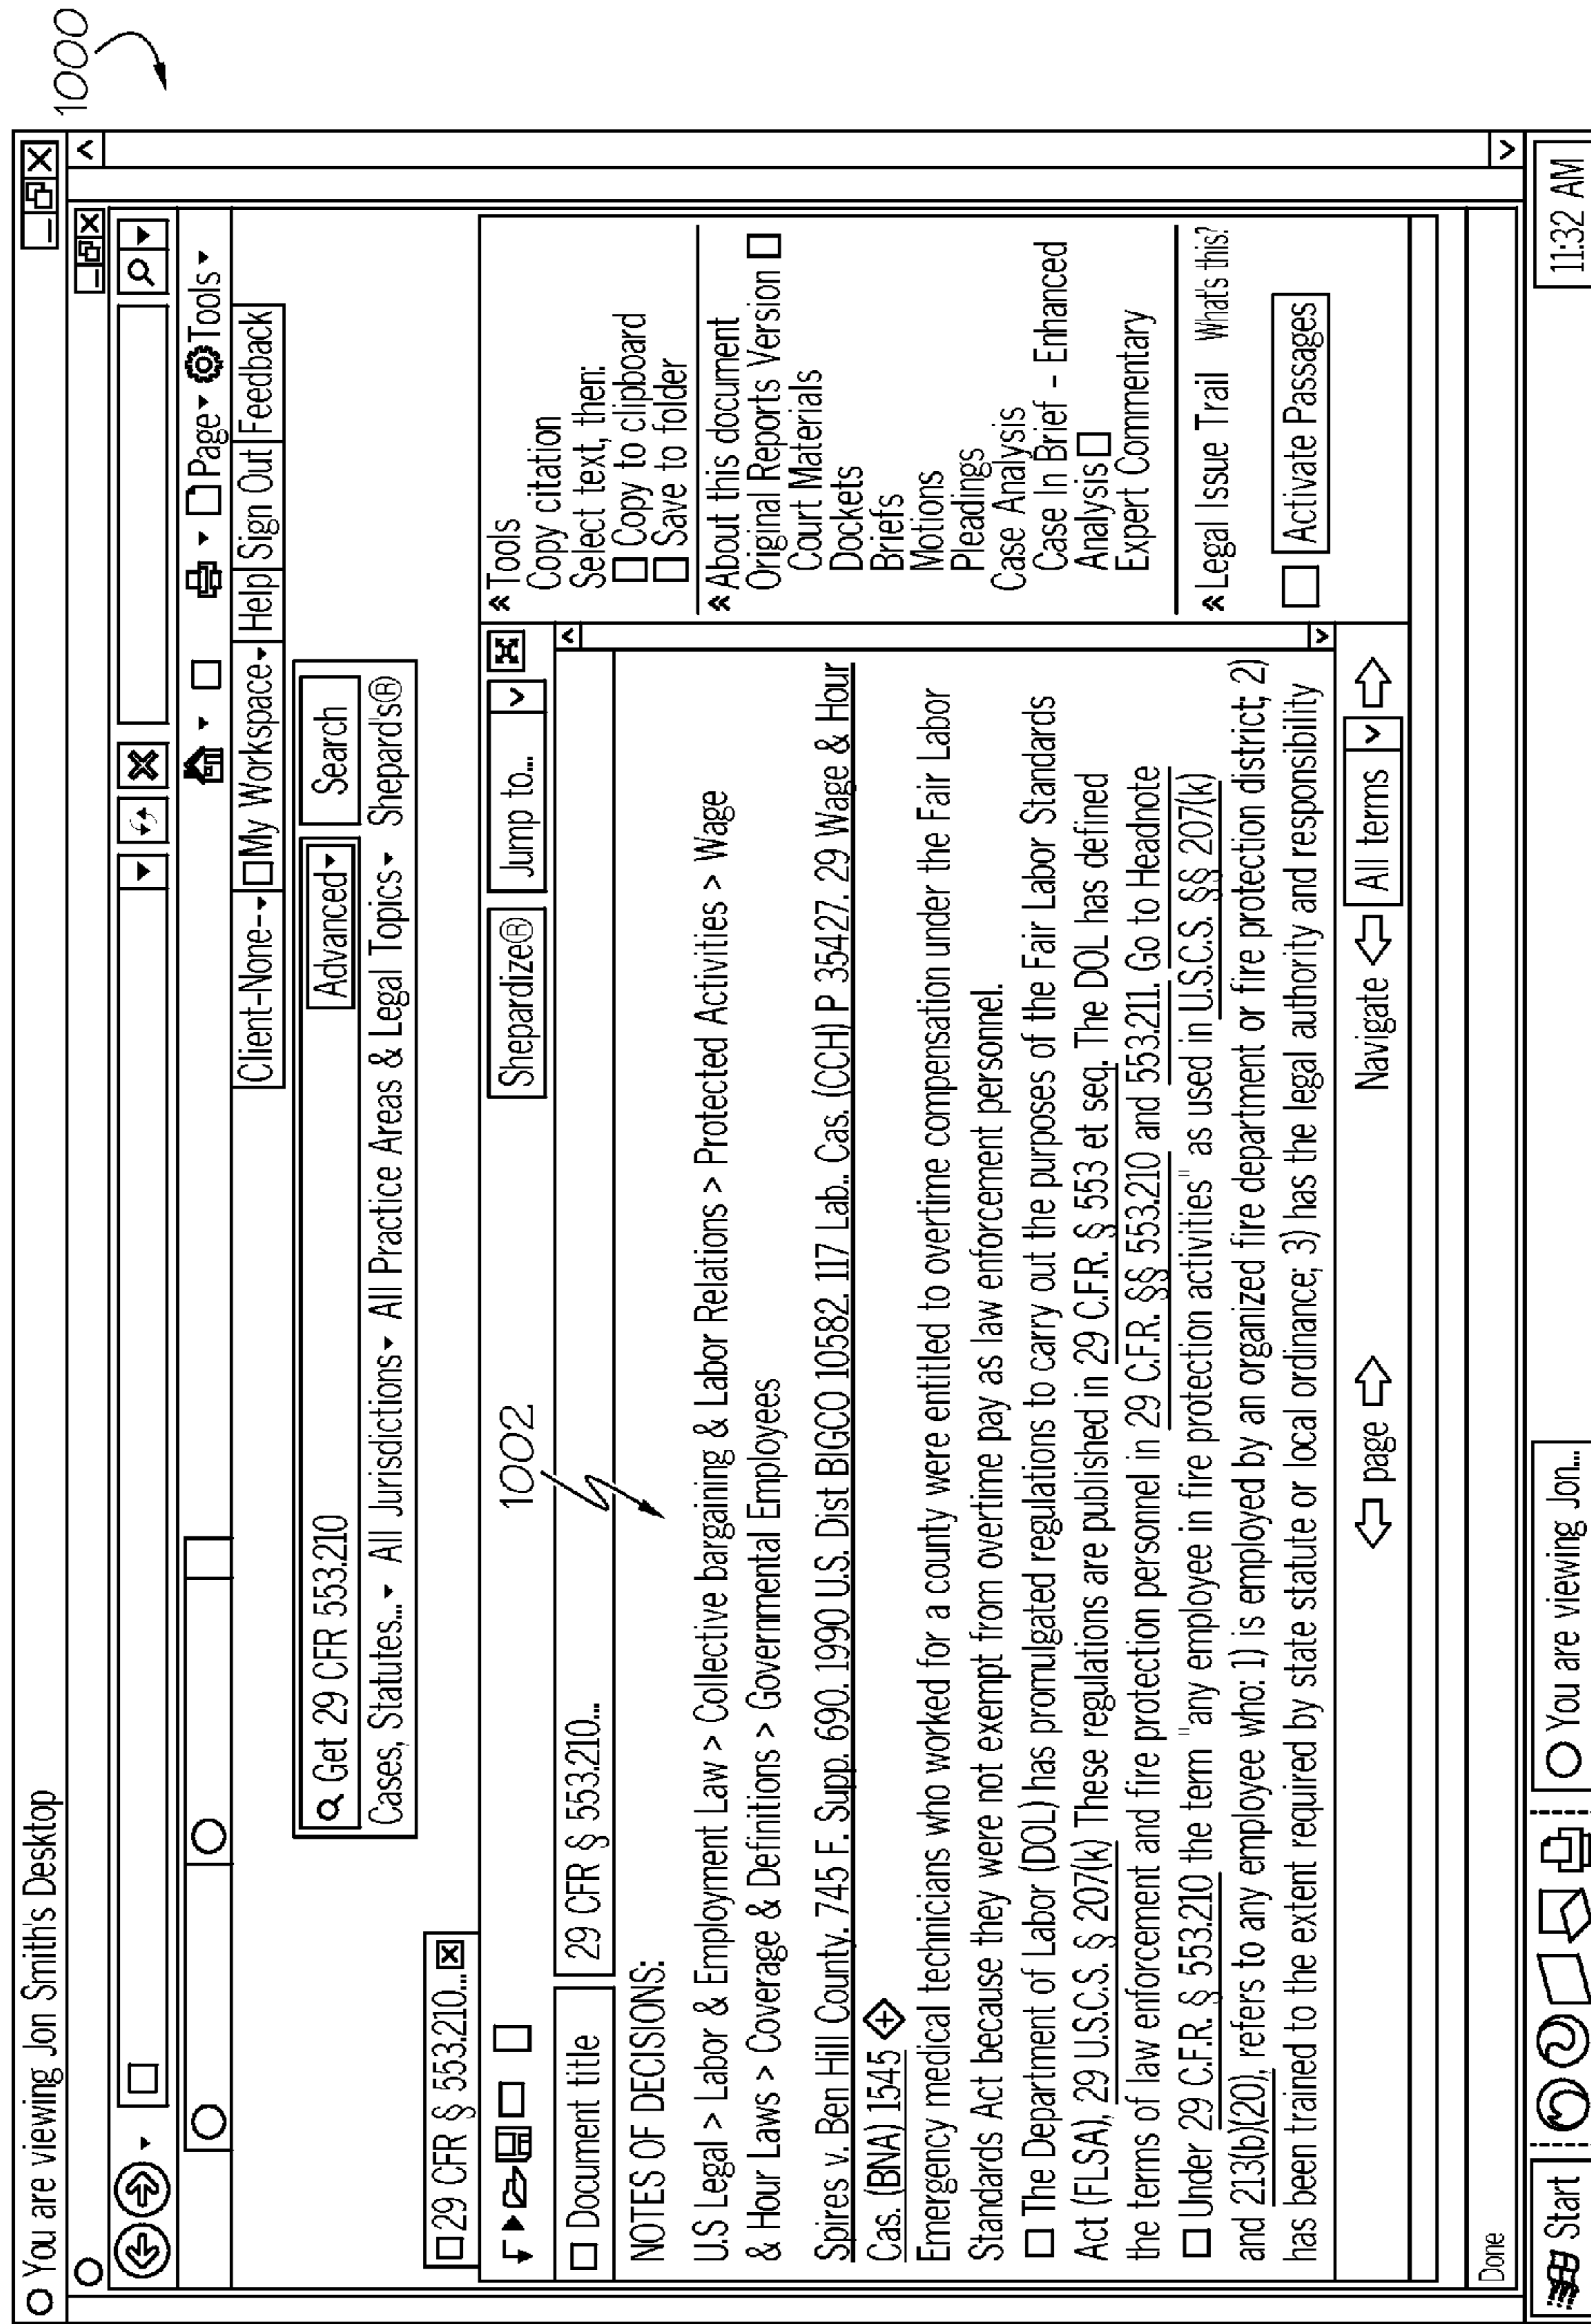 1000
You are viewing Jon Smith's Desktop
Page Tools
Client-None-- My Workspace Help Sign Out Feedback
Get 29 CFR 553.210 Advanced Search
Cases, Statutes... All Jurisdictions All Practice Areas & Legal Topics Shepard's®
29 CFR § 553.210...
1002
Shepardize® Jump to...
Document title 29 CFR § 553.210...
NOTES OF DECISIONS:
U.S Legal > Labor & Employment Law > Collective bargaining & Labor Relations > Protected Activities > Wage
& Hour Laws > Coverage & Definitions > Governmental Employees
Spires v. Ben Hill County. 745 F. Supp. 690. 1990 U.S. Dist BIGCO 10582. 117 Lab.. Cas. (CCH) P 35427. 29 Wage & Hour
Cas. (BNA) 1545
Emergency medical technicians who worked for a county were entitled to overtime compensation under the Fair Labor
Standards Act because they were not exempt from overtime pay as law enforcement personnel.
The Department of Labor (DOL) has promulgated regulations to carry out the purposes of the Fair Labor Standards
Act (FLSA), 29 U.S.C.S. § 207(k) These regulations are published in 29 C.F.R. § 553 et seq. The DOL has defined
the terms of law enforcement and fire protection personnel in 29 C.F.R. §§ 553.210 and 553.211. Go to Headnote
Under 29 C.F.R. § 553.210 the term "any employee in fire protection activities" as used in U.S.C.S. §§ 207(k)
and 213(b)(20), refers to any employee who: 1) is employed by an organized fire department or fire protection district; 2)
has been trained to the extent required by state statute or local ordinance; 3) has the legal authority and responsibility
page Navigate All terms
Tools
Copy citation
Select text, then:
Copy to clipboard
Save to folder
About this document
Original Reports Version
Court Materials
Dockets
Briefs
Motions
Pleadings
Case Analysis
Case In Brief - Enhanced
Analysis
Expert Commentary
Legal Issue Trail What's this?
Activate Passages
Done
Start You are viewing Jon... 11:32 AM